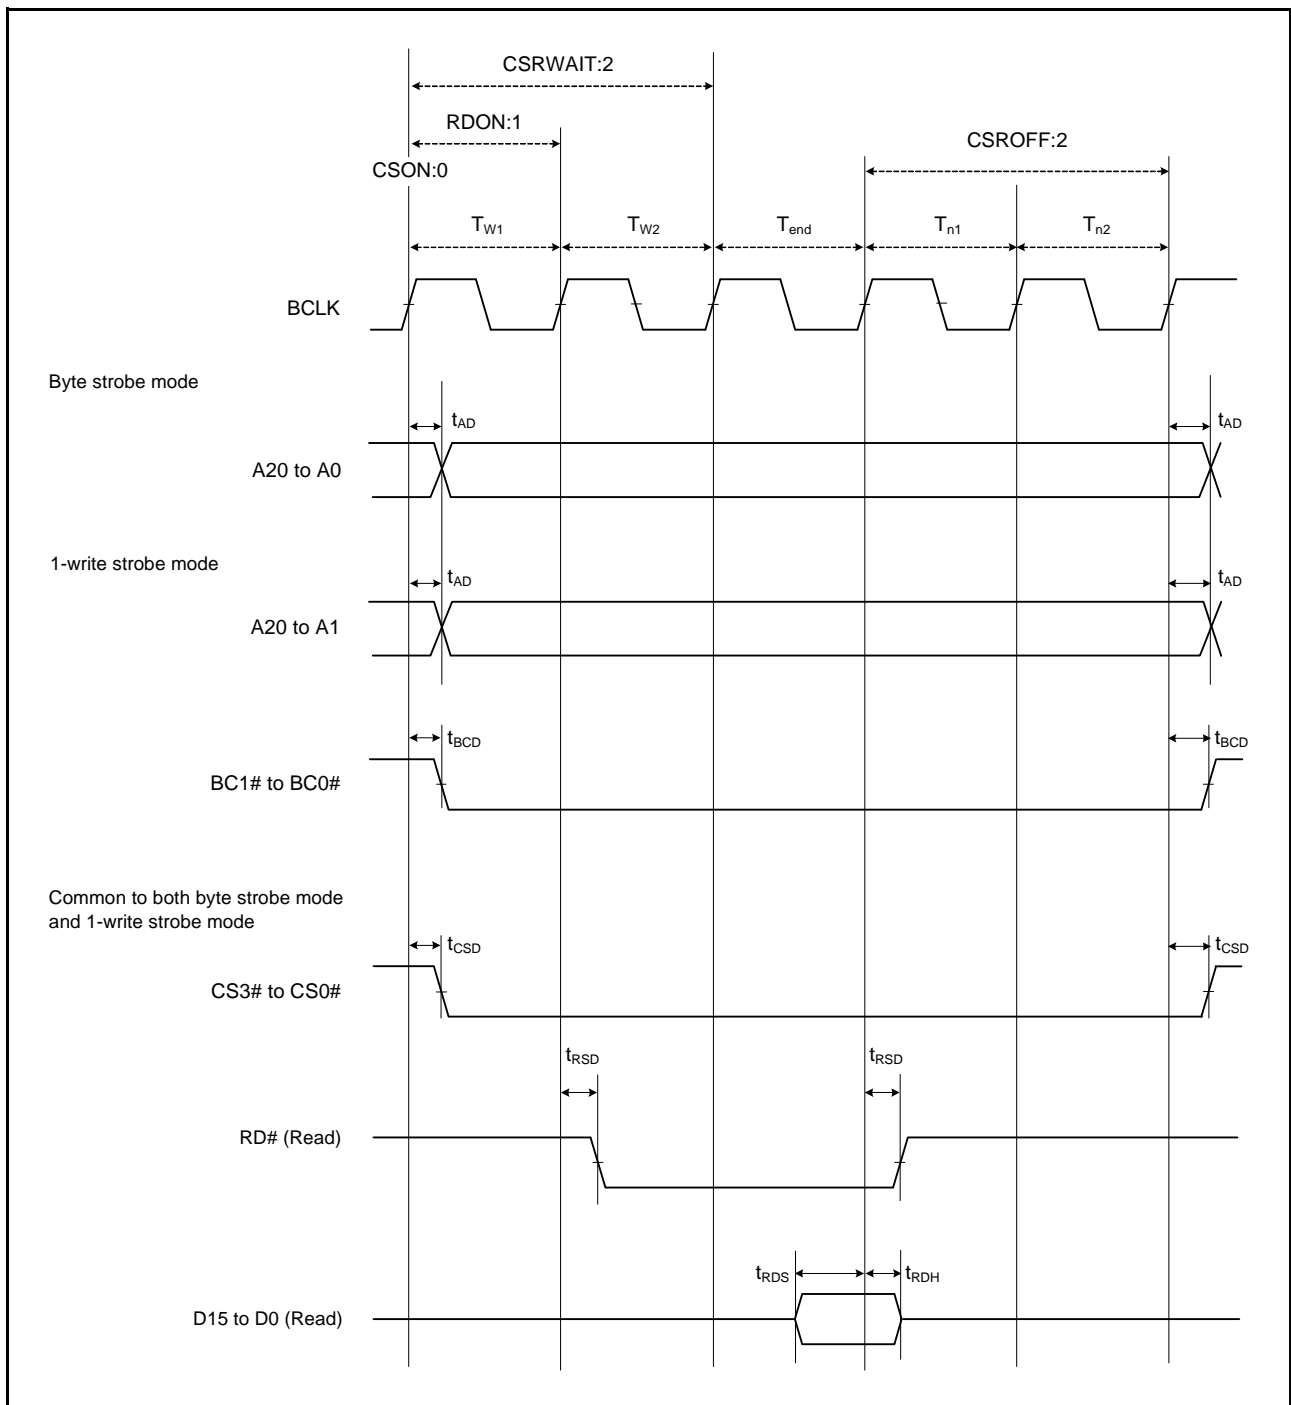 CSRWAIT:2
RDON:1
CSROFF:2
CSON:0
TW1 TW2 Tend Tn1 Tn2
BCLK
Byte strobe mode
tAD tAD
A20 to A0
1-write strobe mode
tAD tAD
A20 to A1
tBCD tBCD
BC1# to BC0#
Common to both byte strobe mode
and 1-write strobe mode
tCSD tCSD
CS3# to CS0#
tRSD tRSD
RD# (Read)
tRDS tRDH
D15 to D0 (Read)